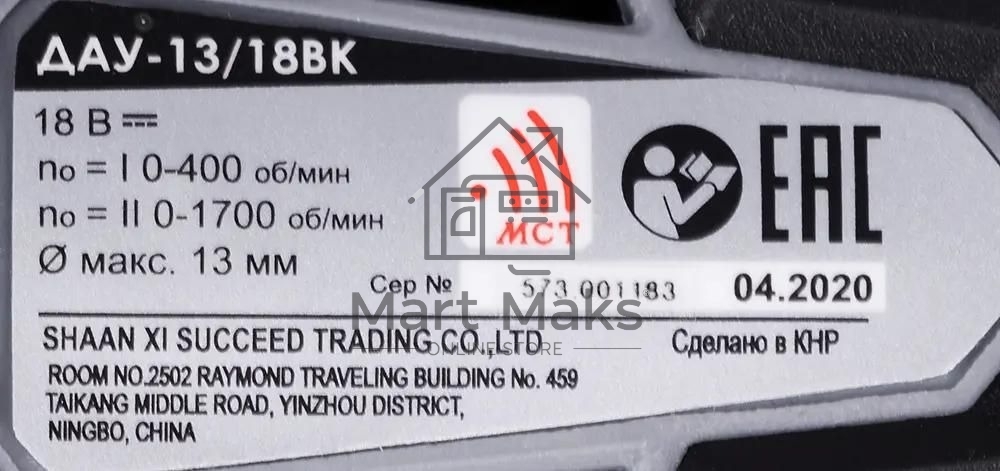 ДАУ-13/18ВК
18 В
n₀ = I 0-400 об/мин
n₀ = II 0-1700 об/мин
Ø макс. 13 мм
МСТ
EAC
Сер № 573 001183 04.2020
Mart Maks
ONLINE STORE
SHAAN XI SUCCEED TRADING CO.,LTD Сделано в КНР
ROOM NO.2502 RAYMOND TRAVELING BUILDING No. 459
TAIKANG MIDDLE ROAD, YINZHOU DISTRICT,
NINGBO, CHINA